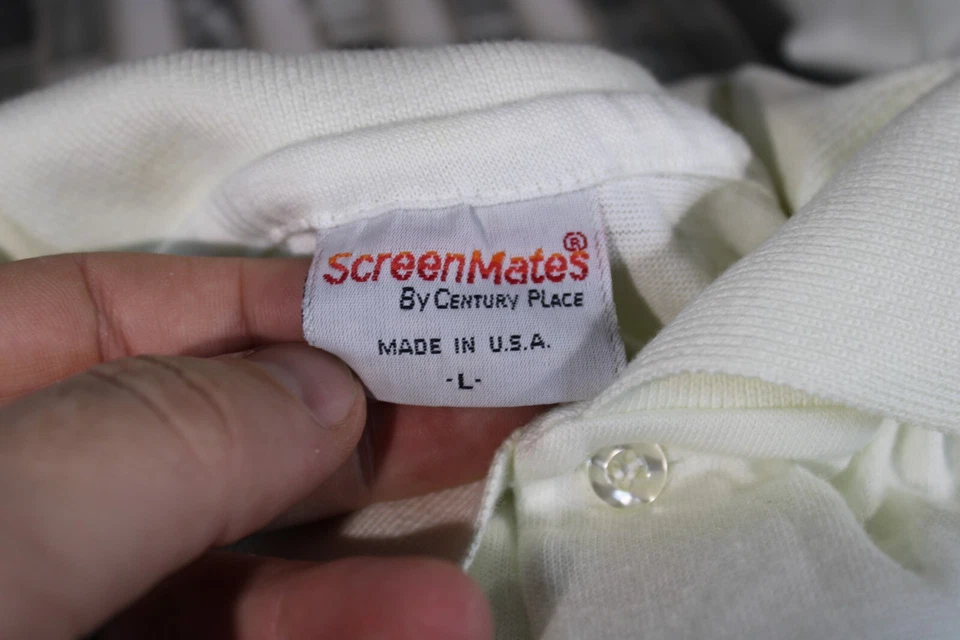 ScreenMates®
By Century Place
MADE IN U.S.A.
-L-